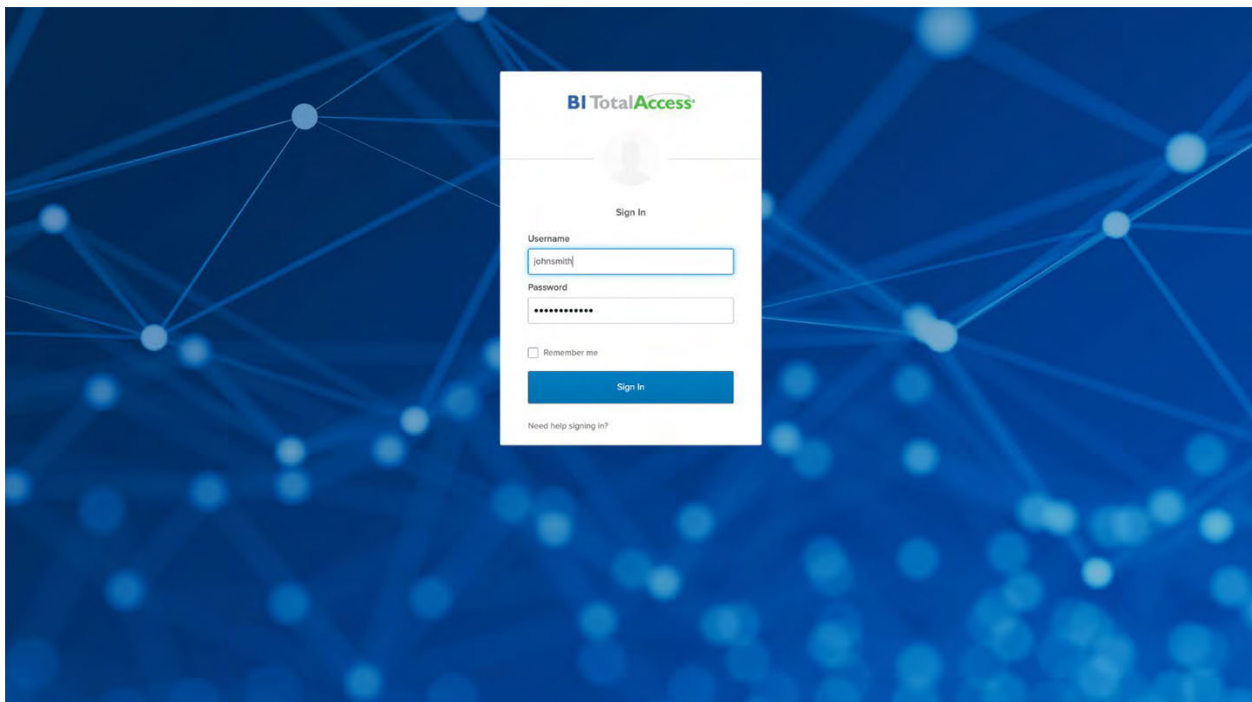 BI TotalAccess®
Sign In
Username
johnsmith
Password
••••••••••••
Remember me
Sign In
Need help signing in?